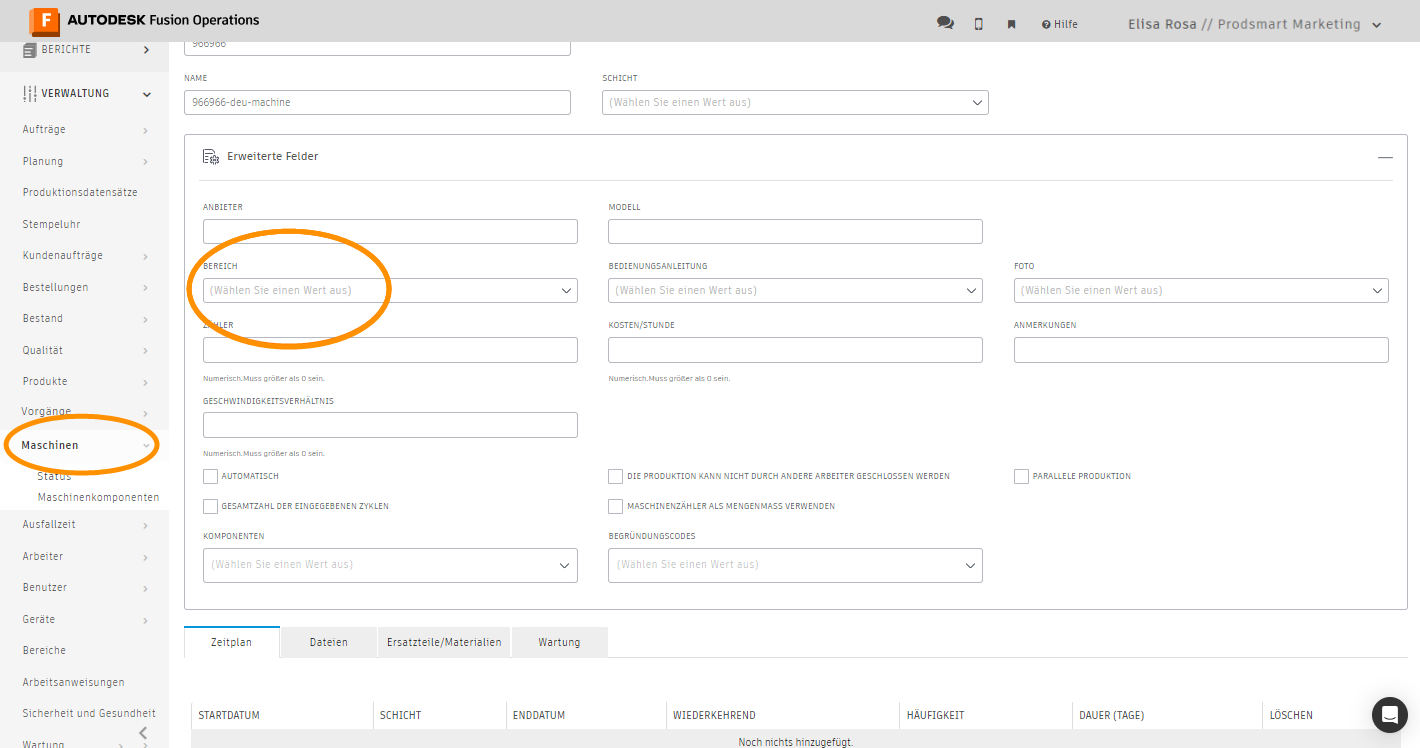 AUTODESK Fusion Operations
Hilfe
Elisa Rosa // Prodsmart Marketing
BERICHTE
VERWALTUNG
Aufträge
Planung
Produktionsdatensätze
Stempeluhr
Kundenaufträge
Bestellungen
Bestand
Qualität
Produkte
Vorgänge
Maschinen
Status
Maschinenkomponenten
Ausfallzeit
Arbeiter
Benutzer
Geräte
Bereiche
Arbeitsanweisungen
Sicherheit und Gesundheit
Wartung
966966
NAME
SCHICHT
966966-deu-machine
(Wählen Sie einen Wert aus)
Erweiterte Felder
ANBIETER
MODELL
BEREICH
BEDIENUNGSANLEITUNG
FOTO
(Wählen Sie einen Wert aus)
(Wählen Sie einen Wert aus)
(Wählen Sie einen Wert aus)
ZÄHLER
KOSTEN/STUNDE
ANMERKUNGEN
Numerisch.Muss größer als 0 sein.
Numerisch.Muss größer als 0 sein.
GESCHWINDIGKEITSVERHÄLTNIS
Numerisch.Muss größer als 0 sein.
AUTOMATISCH
DIE PRODUKTION KANN NICHT DURCH ANDERE ARBEITER GESCHLOSSEN WERDEN
PARALLELE PRODUKTION
GESAMTZAHL DER EINGEGEBENEN ZYKLEN
MASCHINENZÄHLER ALS MENGENMASS VERWENDEN
KOMPONENTEN
BEGRÜNDUNGSCODES
(Wählen Sie einen Wert aus)
(Wählen Sie einen Wert aus)
Zeitplan
Dateien
Ersatzteile/Materialien
Wartung
STARTDATUM
SCHICHT
ENDDATUM
WIEDERKEHREND
HÄUFIGKEIT
DAUER (TAGE)
LÖSCHEN
Noch nichts hinzugefügt.